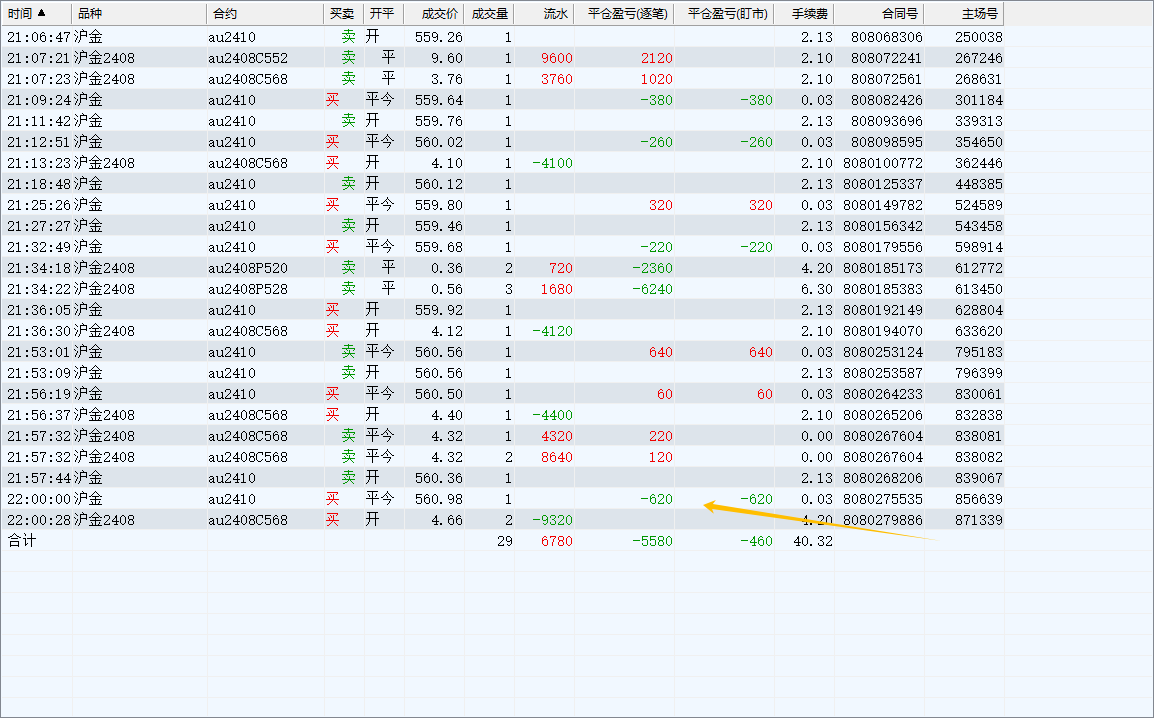 时间 ▲ 品种 合约 买卖 开平 成交价 成交量 流水 平仓盈亏(逐笔) 平仓盈亏(盯市) 手续费 合同号 主场号
21:06:47 沪金 au2410 卖 开 559.26 1 2.13 808068306 250038
21:07:21 沪金2408 au2408C552 卖 平 9.60 1 9600 2120 2.10 808072241 267246
21:07:23 沪金2408 au2408C568 卖 平 3.76 1 3760 1020 2.10 808072561 268631
21:09:24 沪金 au2410 买 平今 559.64 1 -380 -380 0.03 808082426 301184
21:11:42 沪金 au2410 卖 开 559.76 1 2.13 808093696 339313
21:12:51 沪金 au2410 买 平今 560.02 1 -260 -260 0.03 808098595 354650
21:13:23 沪金2408 au2408C568 买 开 4.10 1 -4100 2.10 8080100772 362446
21:18:48 沪金 au2410 卖 开 560.12 1 2.13 8080125337 448385
21:25:26 沪金 au2410 买 平今 559.80 1 320 320 0.03 8080149782 524589
21:27:27 沪金 au2410 卖 开 559.46 1 2.13 8080156342 543458
21:32:49 沪金 au2410 买 平今 559.68 1 -220 -220 0.03 8080179556 598914
21:34:18 沪金2408 au2408P520 卖 平 0.36 2 720 -2360 4.20 8080185173 612772
21:34:22 沪金2408 au2408P528 卖 平 0.56 3 1680 -6240 6.30 8080185383 613450
21:36:05 沪金 au2410 买 开 559.92 1 2.13 8080192149 628804
21:36:30 沪金2408 au2408C568 买 开 4.12 1 -4120 2.10 8080194070 633620
21:53:01 沪金 au2410 卖 平今 560.56 1 640 640 0.03 8080253124 795183
21:53:09 沪金 au2410 卖 开 560.56 1 2.13 8080253587 796399
21:56:19 沪金 au2410 买 平今 560.50 1 60 60 0.03 8080264233 830061
21:56:37 沪金2408 au2408C568 买 开 4.40 1 -4400 2.10 8080265206 832838
21:57:32 沪金2408 au2408C568 卖 平今 4.32 1 4320 220 0.00 8080267604 838081
21:57:32 沪金2408 au2408C568 卖 平今 4.32 2 8640 120 0.00 8080267604 838082
21:57:44 沪金 au2410 卖 开 560.36 1 2.13 8080268206 839067
22:00:00 沪金 au2410 买 平今 560.98 1 -620 -620 0.03 8080275535 856639
22:00:28 沪金2408 au2408C568 买 开 4.66 2 -9320 4.20 8080279886 871339
合计 29 6780 -5580 -460 40.32